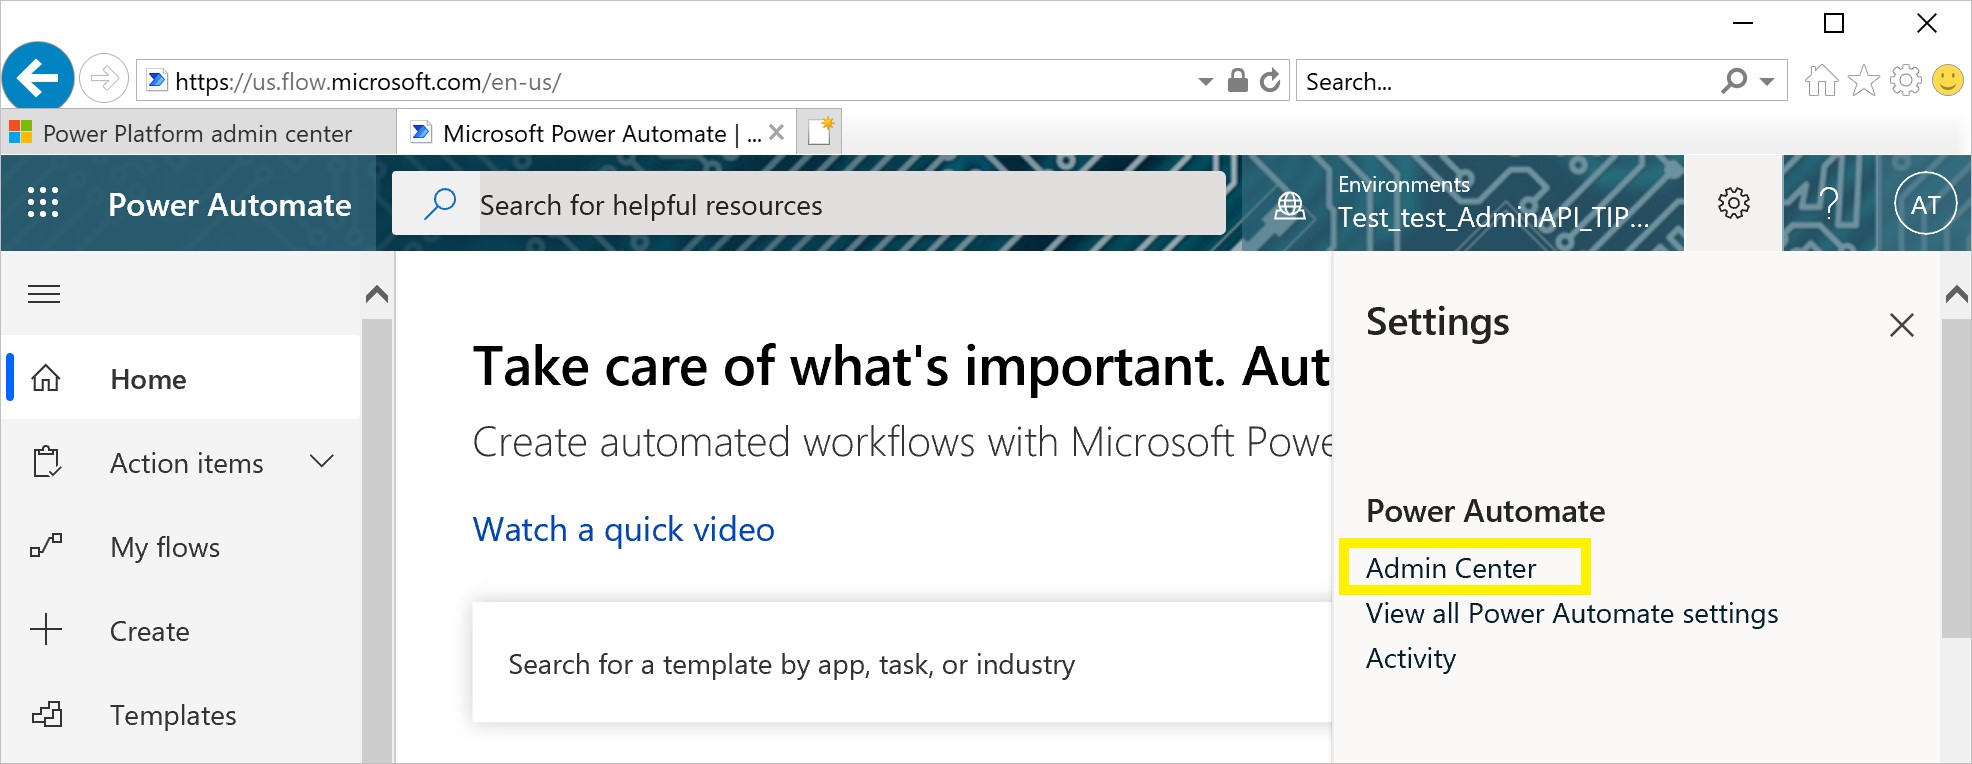 https://us.flow.microsoft.com/en-us/
Search...
Power Platform admin center
Microsoft Power Automate | ...
Power Automate
Search for helpful resources
Environments
Test_test_AdminAPI_TIP...
?
AT
Settings
Home
Take care of what's important. Aut
Action items
Create automated workflows with Microsoft Powe
Power Automate
Watch a quick video
My flows
Admin Center
View all Power Automate settings
Create
Search for a template by app, task, or industry
Activity
Templates